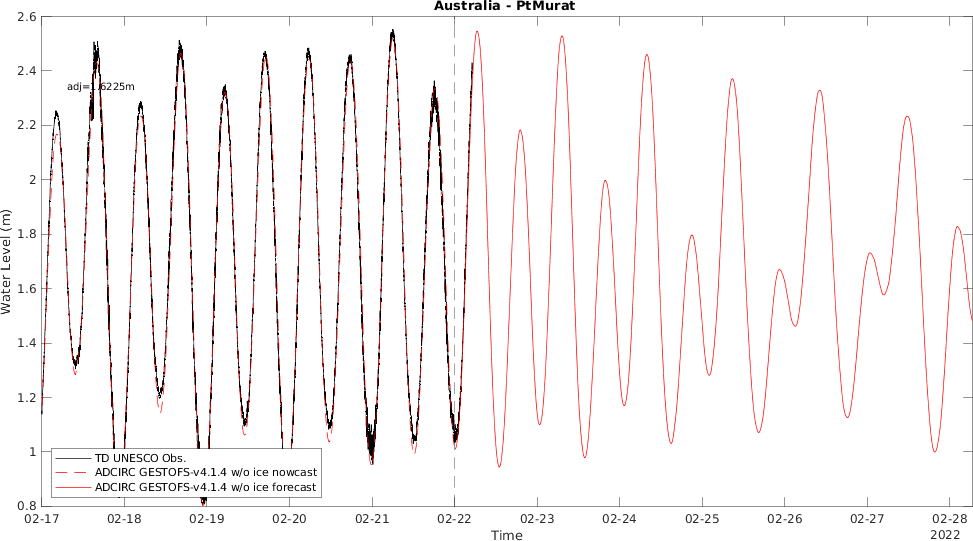 Australia - PtMurat
2.6
2.4
adj=1.6225m
2.2
2
1.8
Water Level (m)
1.6
1.4
1.2
1
TD UNESCO Obs.
ADCIRC GESTOFS-v4.1.4 w/o ice nowcast
ADCIRC GESTOFS-v4.1.4 w/o ice forecast
0.8
02-17 02-18 02-19 02-20 02-21 02-22 02-23 02-24 02-25 02-26 02-27 02-28
Time
2022